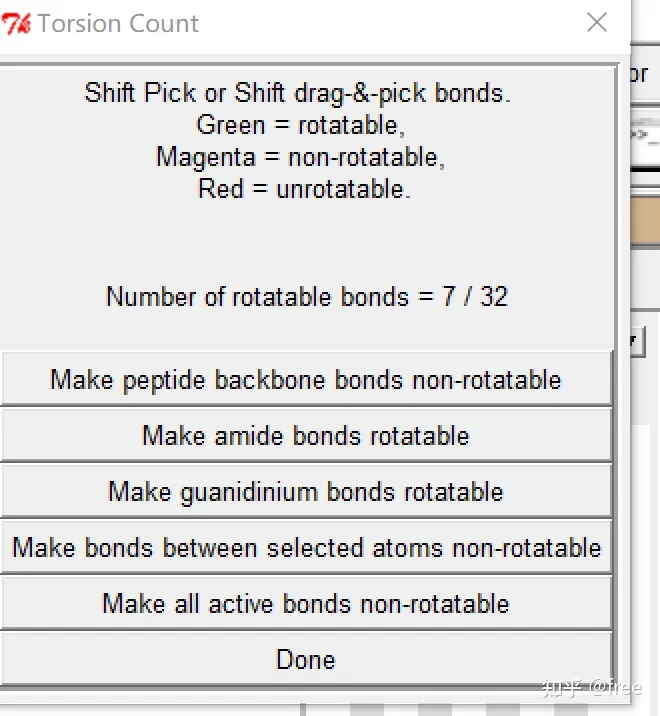 Torsion Count
Shift Pick or Shift drag-&-pick bonds.
Green = rotatable,
Magenta = non-rotatable,
Red = unrotatable.
Number of rotatable bonds = 7 / 32
Make peptide backbone bonds non-rotatable
Make amide bonds rotatable
Make guanidinium bonds rotatable
Make bonds between selected atoms non-rotatable
Make all active bonds non-rotatable
Done
知乎 @free
or